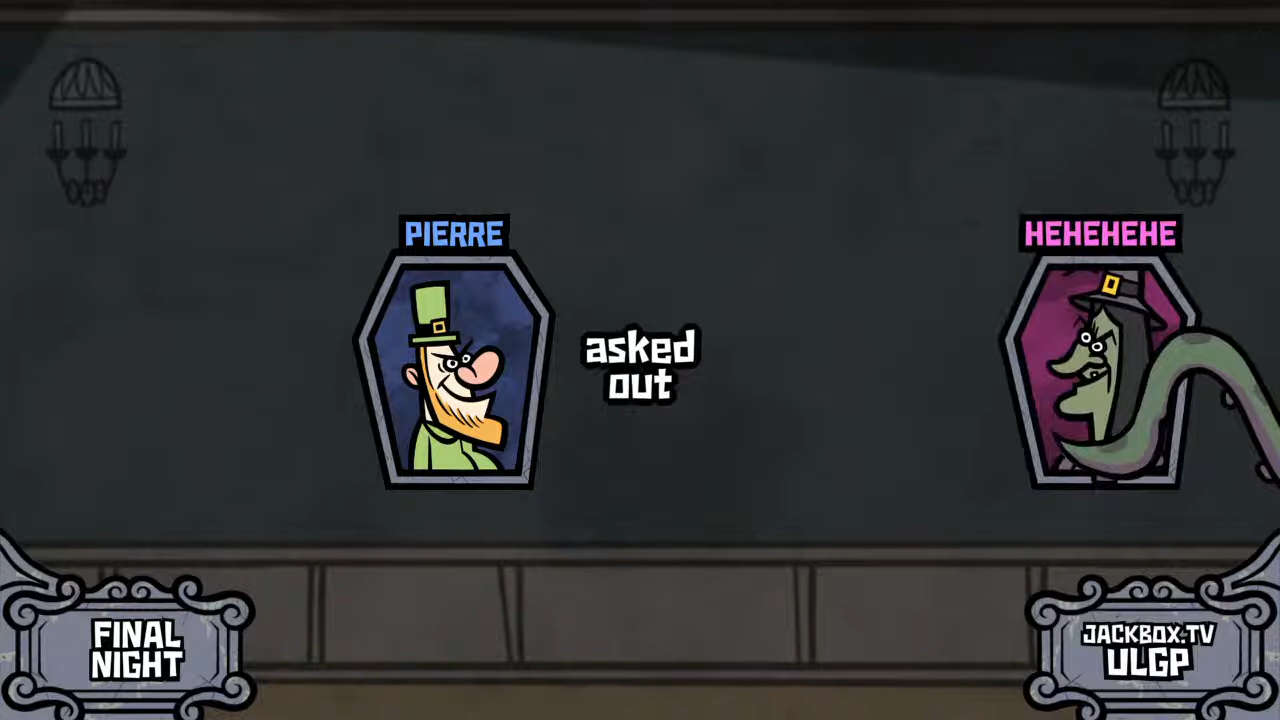 PIERRE
HEHEHEHE
asked
out
FINAL
NIGHT
JACKBOX.TV
ULGP